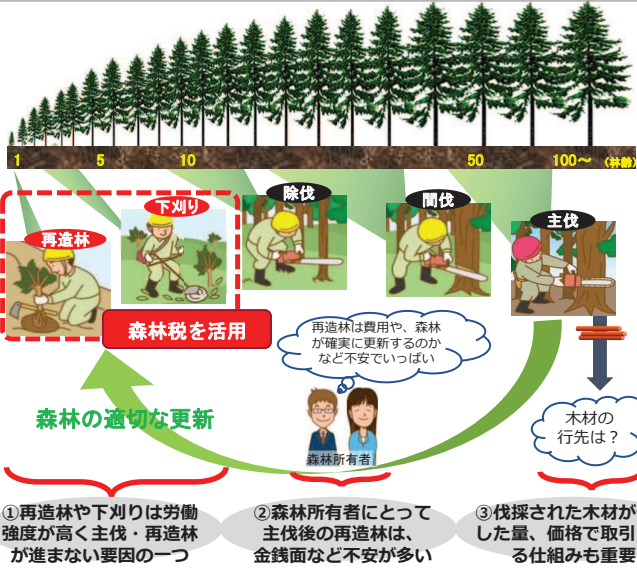 1 5 10 50 100～ （林齢）
再造林
下刈り
除伐
間伐
主伐
森林税を活用
再造林は費用や、森林
が確実に更新するのか
など不安でいっぱい
森林の適切な更新
森林所有者
木材の
行先は？
①再造林や下刈りは労働
強度が高く主伐・再造林
が進まない要因の一つ
②森林所有者にとって
主伐後の再造林は、
金銭面など不安が多い
③伐採された木材が
した量、価格で取引
る仕組みも重要